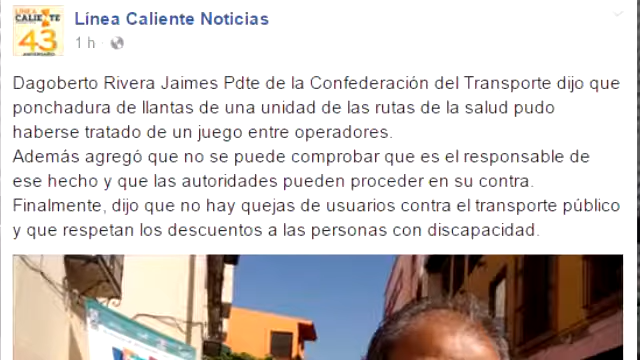 LÍNEA
CALIENTE
43
ANIVERSARIO
Línea Caliente Noticias
1 h ·
Dagoberto Rivera Jaimes Pdte de la Confederación del Transporte dijo que
ponchadura de llantas de una unidad de las rutas de la salud pudo
haberse tratado de un juego entre operadores.
Además agregó que no se puede comprobar que es el responsable de
ese hecho y que las autoridades pueden proceder en su contra.
Finalmente, dijo que no hay quejas de usuarios contra el transporte público
y que respetan los descuentos a las personas con discapacidad.